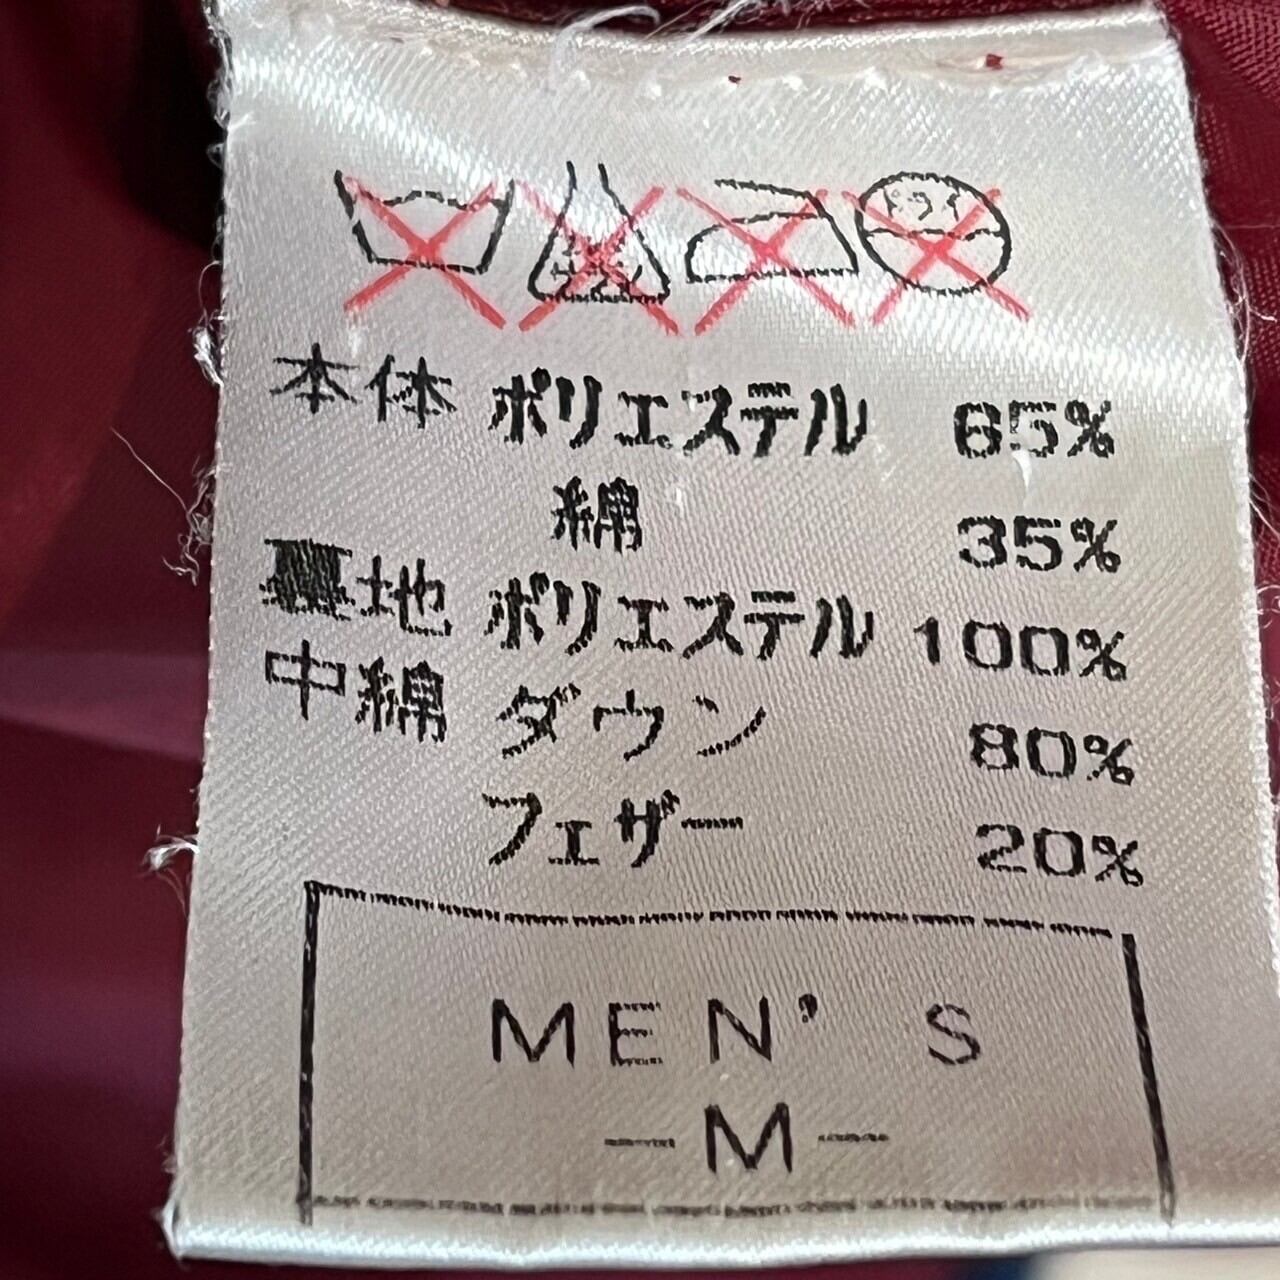 本体 ポリエステル 65%
綿 35%
裏地 ポリエステル 100%
中綿 ダウン 80%
フェザー 20%
MEN'S
-M-